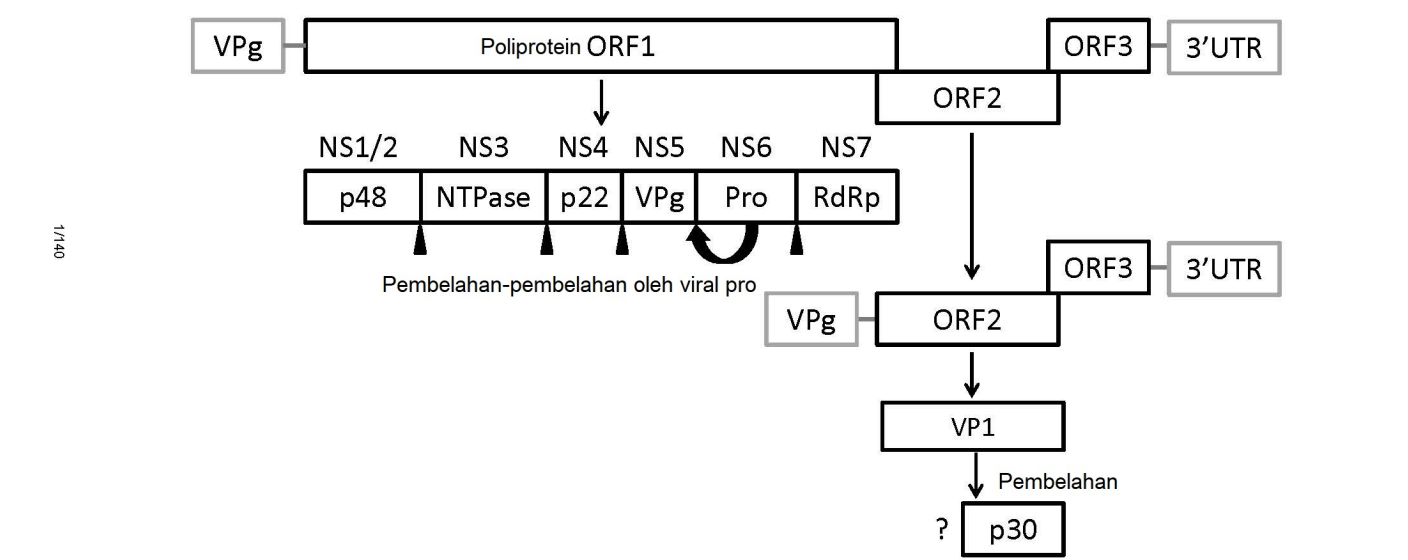 VPg
Poliprotein ORF1
ORF3
3'UTR
ORF2
NS1/2 NS3 NS4 NS5 NS6 NS7
p48 NTPase p22 VPg Pro RdRp
1/140
Pembelahan-pembelahan oleh viral pro
ORF3
3'UTR
VPg
ORF2
VP1
Pembelahan
? p30